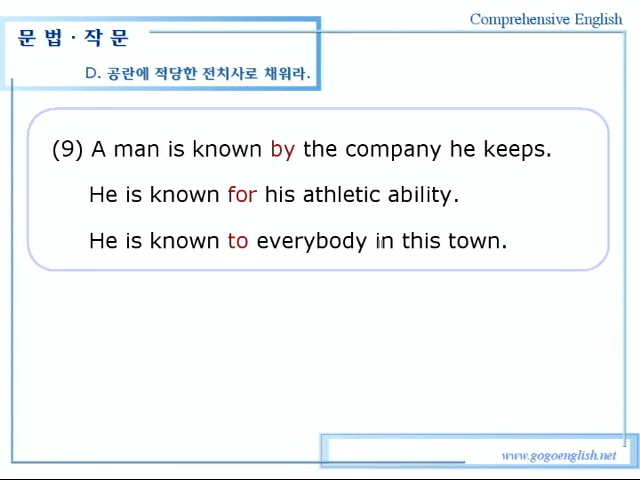 Comprehensive English
문 법 · 작 문
D. 공란에 적당한 전치사로 채워라.
(9) A man is known by the company he keeps.
He is known for his athletic ability.
He is known to everybody in this town.
www.gogoenglish.net